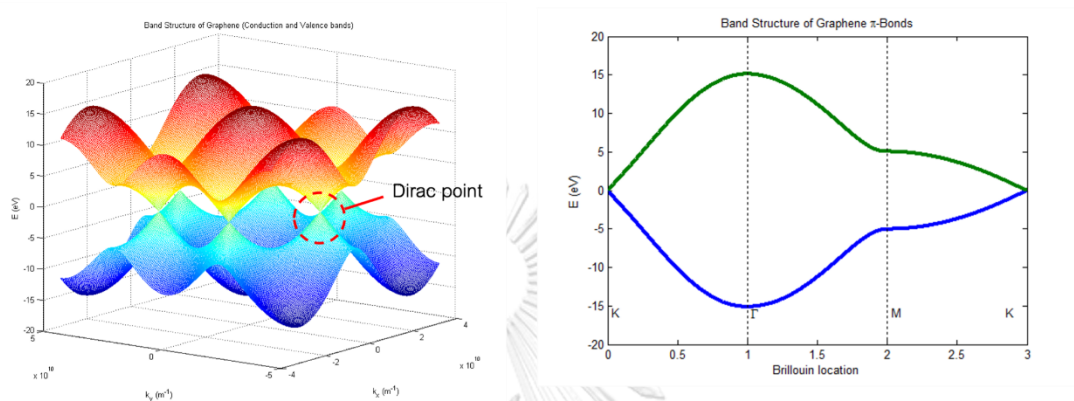 Band Structure of Graphene (Conduction and Valence bands)
20
15
10
5
0
-5
-10
-15
-20
E (eV)
Dirac point
5
0
-5
x 10^10
k_y (m^-1)
-4
-2
0
2
4
x 10^10
k_x (m^-1)
Band Structure of Graphene π-Bonds
20
15
10
5
0
-5
-10
-15
-20
E (eV)
K
Γ
M
K
0
0.5
1
1.5
2
2.5
3
Brillouin location